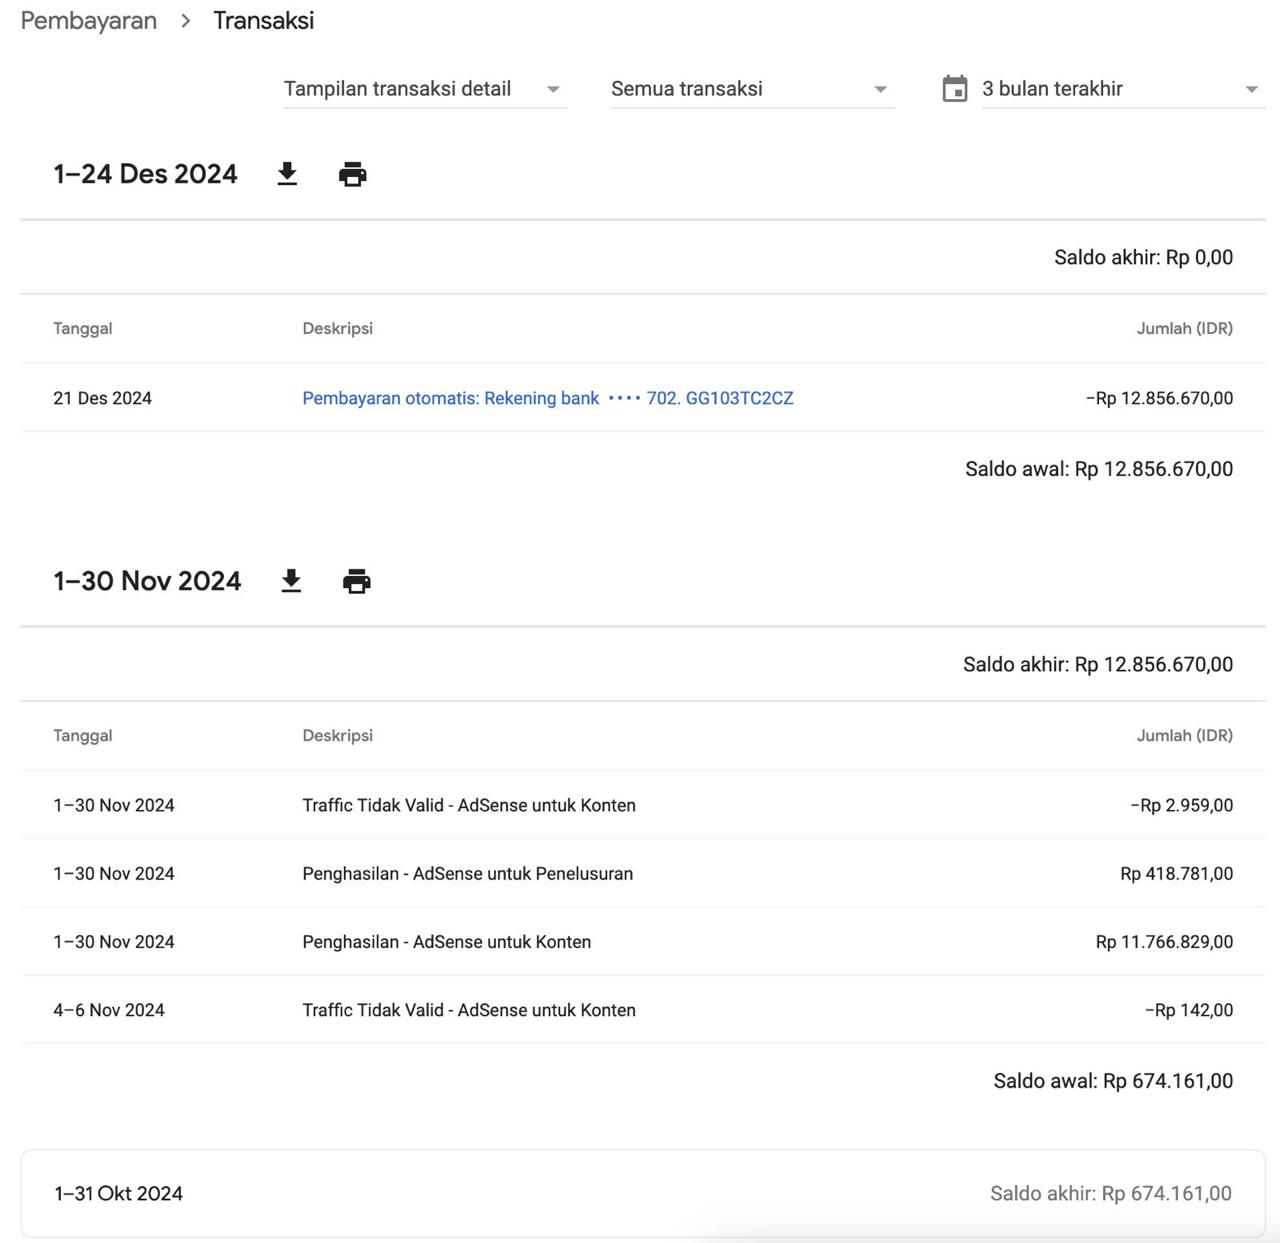 Pembayaran > Transaksi
Tampilan transaksi detail Semua transaksi 3 bulan terakhir
1–24 Des 2024
Saldo akhir: Rp 0,00
Tanggal Deskripsi Jumlah (IDR)
21 Des 2024 Pembayaran otomatis: Rekening bank •••• 702. GG103TC2CZ −Rp 12.856.670,00
Saldo awal: Rp 12.856.670,00
1–30 Nov 2024
Saldo akhir: Rp 12.856.670,00
Tanggal Deskripsi Jumlah (IDR)
1–30 Nov 2024 Traffic Tidak Valid - AdSense untuk Konten −Rp 2.959,00
1–30 Nov 2024 Penghasilan - AdSense untuk Penelusuran Rp 418.781,00
1–30 Nov 2024 Penghasilan - AdSense untuk Konten Rp 11.766.829,00
4–6 Nov 2024 Traffic Tidak Valid - AdSense untuk Konten −Rp 142,00
Saldo awal: Rp 674.161,00
1–31 Okt 2024 Saldo akhir: Rp 674.161,00